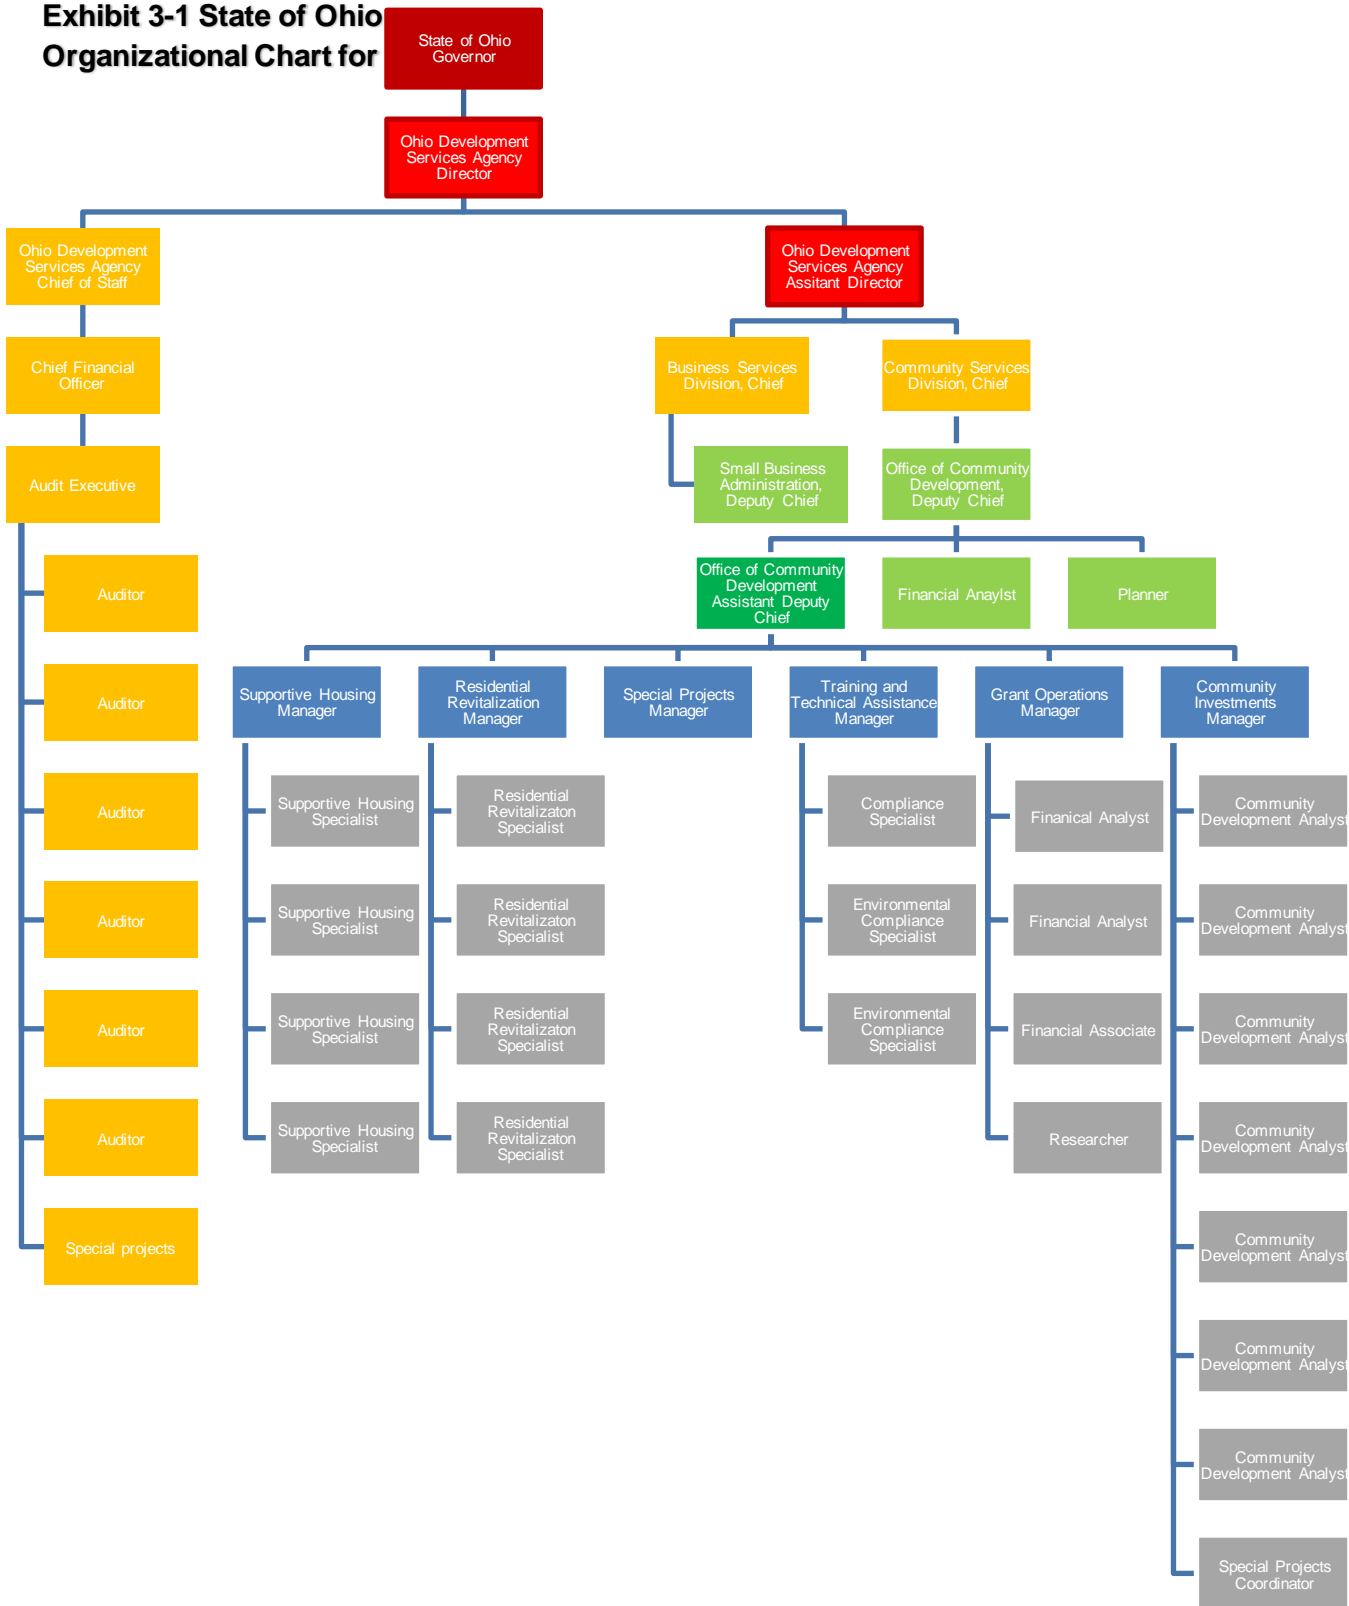 Exhibit 3-1 State of Ohio
Organizational Chart for
State of Ohio
Governor
Ohio Development
Services Agency
Director
Ohio Development
Services Agency
Chief of Staff
Ohio Development
Services Agency
Assitant Director
Chief Financial
Officer
Business Services
Division, Chief
Community Services
Division, Chief
Audit Executive
Small Business
Administration,
Deputy Chief
Office of Community
Development,
Deputy Chief
Auditor
Office of Community
Development
Assistant Deputy
Chief
Financial Anaylst
Planner
Auditor
Supportive Housing
Manager
Residential
Revitalization
Manager
Special Projects
Manager
Training and
Technical Assistance
Manager
Grant Operations
Manager
Community
Investments
Manager
Auditor
Supportive Housing
Specialist
Residential
Revitalizaton
Specialist
Compliance
Specialist
Finanical Analyst
Community
Development Analyst
Auditor
Supportive Housing
Specialist
Residential
Revitalizaton
Specialist
Environmental
Compliance
Specialist
Financial Analyst
Community
Development Analyst
Auditor
Supportive Housing
Specialist
Residential
Revitalizaton
Specialist
Environmental
Compliance
Specialist
Financial Associate
Community
Development Analyst
Auditor
Supportive Housing
Specialist
Residential
Revitalizaton
Specialist
Researcher
Community
Development Analyst
Special projects
Community
Development Analyst
Community
Development Analyst
Community
Development Analyst
Special Projects
Coordinator